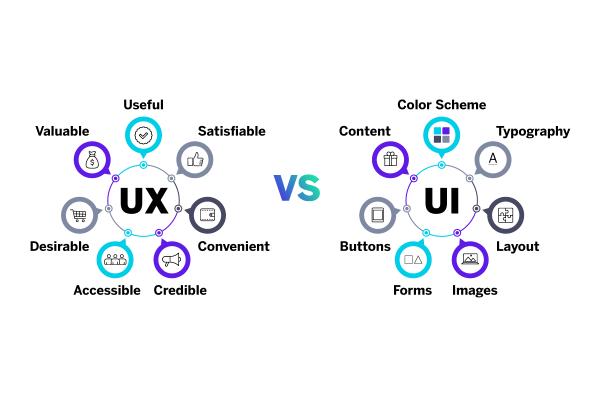 Useful
Valuable
Satisfiable
UX
Desirable
Convenient
Accessible
Credible
VS
Color Scheme
Content
Typography
A
UI
Buttons
Layout
Forms
Images